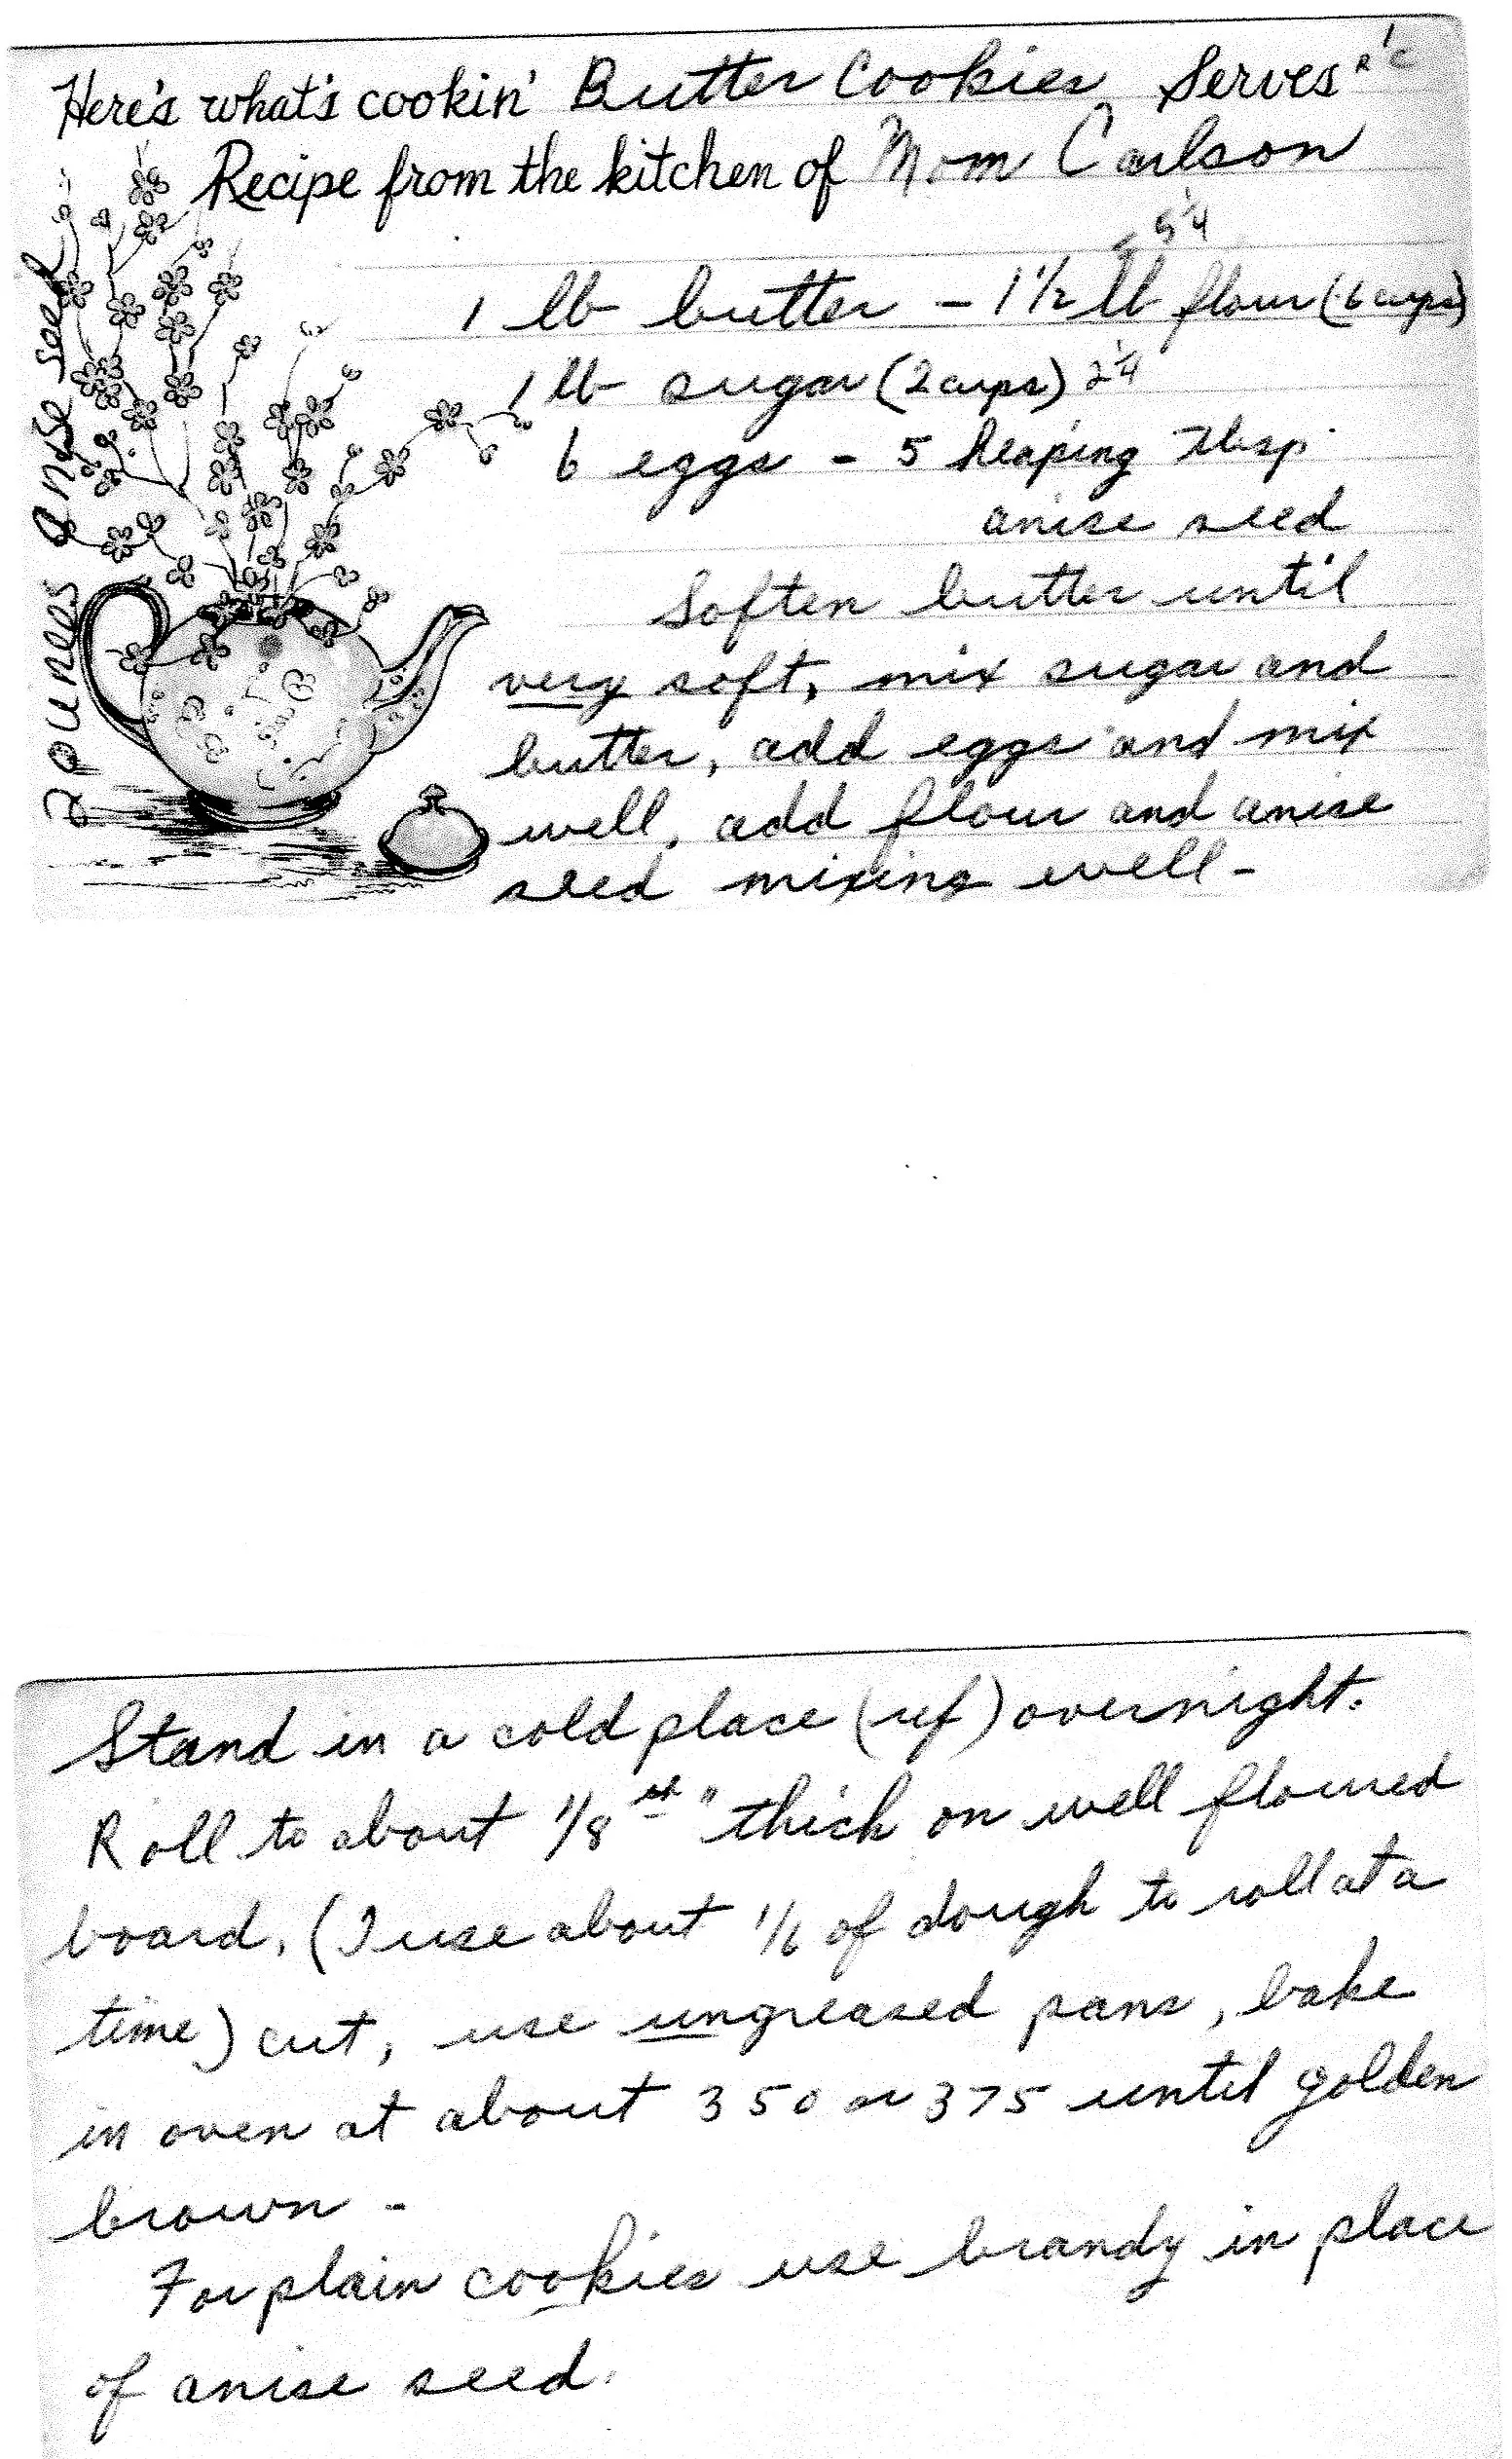 Here's what's cookin' Butter Cookies Serves
Recipe from the kitchen of Mom Carlson
5 1/4
1 lb butter - 1 1/2 lb flour (6 cups)
1 lb sugar (2 cups) 2 1/4
6 eggs - 5 heaping Tbsp.
anise seed
Soften butter until
very soft, mix sugar and
butter, add eggs and mix
well, add flour and anise
seed mixing well -
2 ounces anise seed
Stand in a cold place (ref) overnight.
Roll to about 1/8 " thick on well floured
board, (I use about 1/6 of dough to roll at a
time) cut, use ungreased pans, bake
in oven at about 350 or 375 until golden
brown -
For plain cookies use brandy in place
of anise seed.